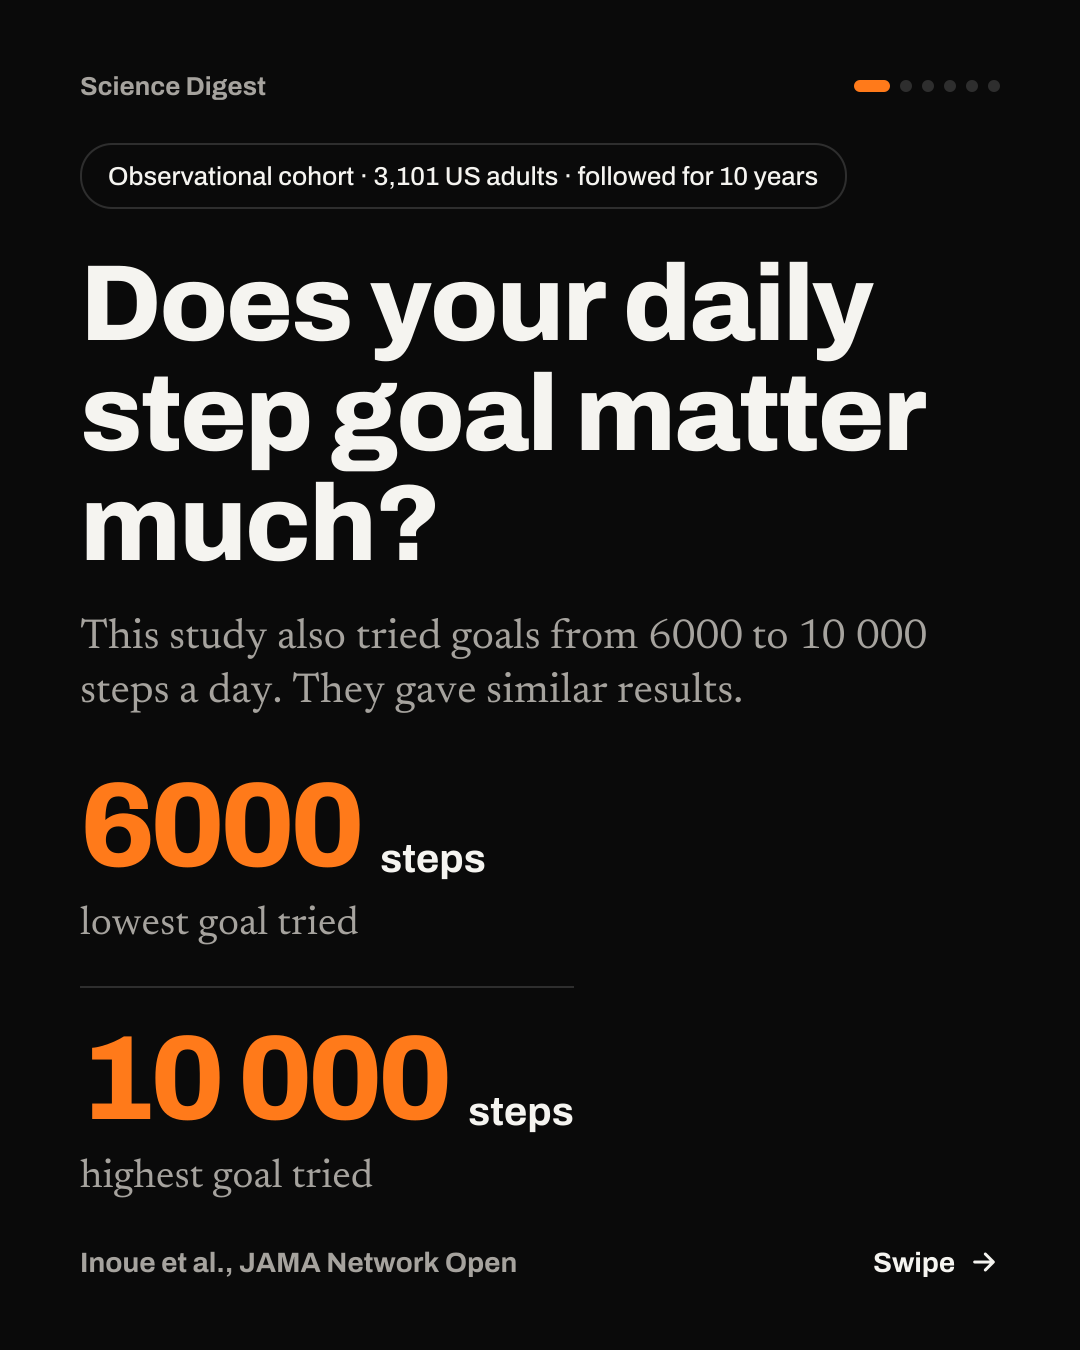 Science Digest
Observational cohort · 3,101 US adults · followed for 10 years
Does your daily
step goal matter
much?
This study also tried goals from 6000 to 10 000
steps a day. They gave similar results.
6000 steps
lowest goal tried
10 000 steps
highest goal tried
Inoue et al., JAMA Network Open
Swipe →